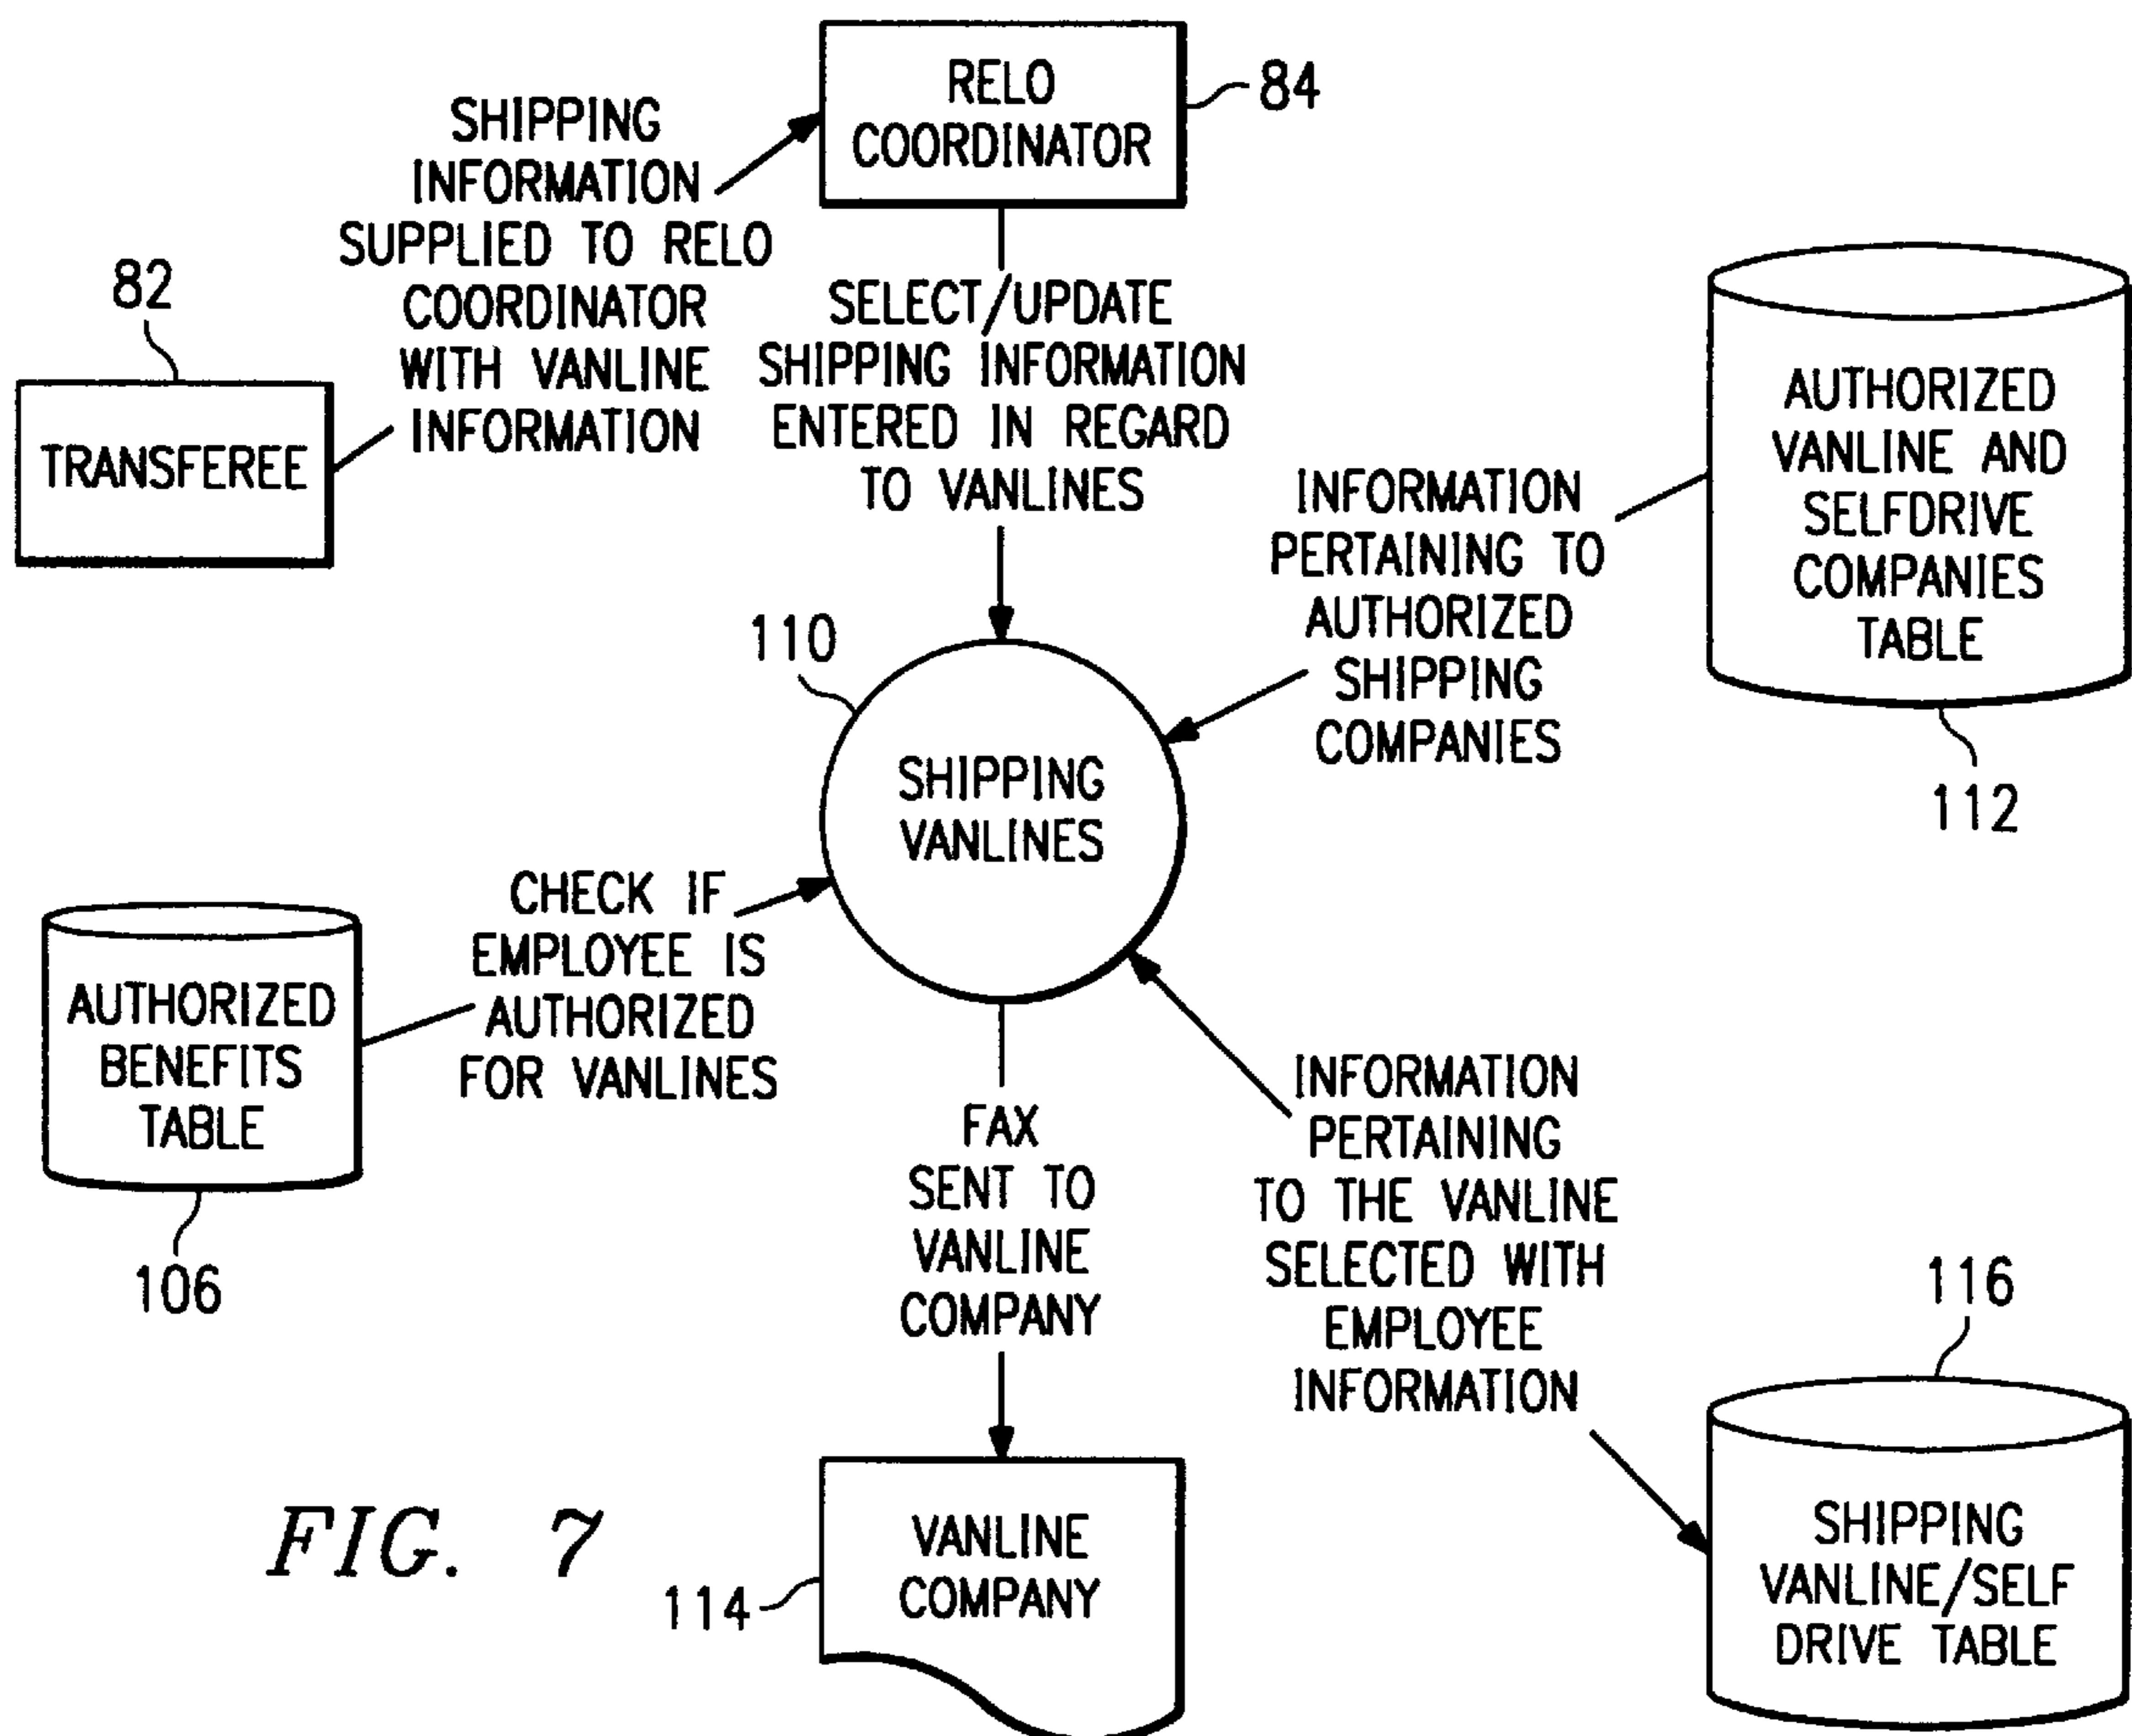 RELO
COORDINATOR
84
SHIPPING
INFORMATION
SUPPLIED TO RELO
COORDINATOR
WITH VANLINE
INFORMATION
82
TRANSFEREE
SELECT/UPDATE
SHIPPING INFORMATION
ENTERED IN REGARD
TO VANLINES
AUTHORIZED
VANLINE AND
SELFDRIVE
COMPANIES
TABLE
112
INFORMATION
PERTAINING TO
AUTHORIZED
SHIPPING
COMPANIES
110
SHIPPING
VANLINES
CHECK IF
EMPLOYEE IS
AUTHORIZED
FOR VANLINES
AUTHORIZED
BENEFITS
TABLE
106
FAX
SENT TO
VANLINE
COMPANY
INFORMATION
PERTAINING
TO THE VANLINE
SELECTED WITH
EMPLOYEE
INFORMATION
116
SHIPPING
VANLINE/SELF
DRIVE TABLE
VANLINE
COMPANY
114
FIG. 7